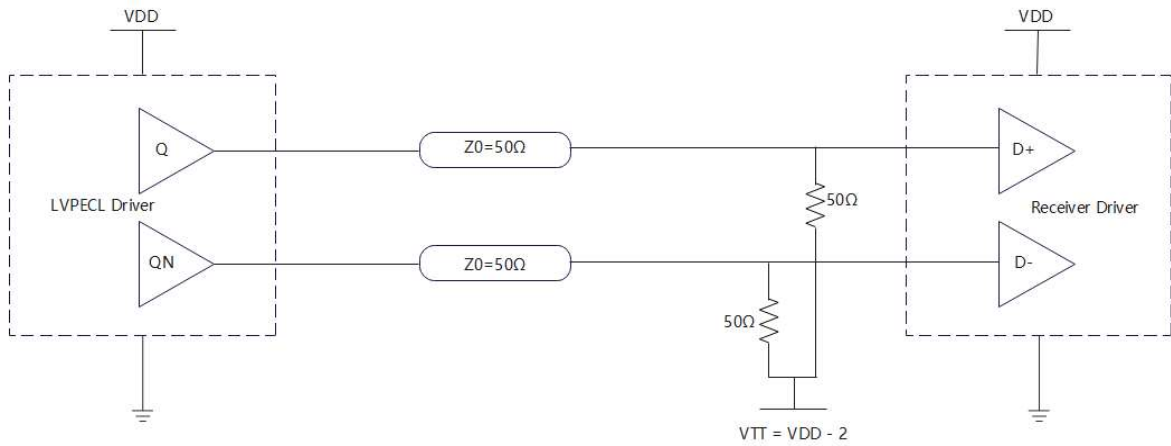 VDD
VDD
Q
Z0=50Ω
D+
LVPECL Driver
50Ω
Receiver Driver
QN
Z0=50Ω
D-
50Ω
VTT = VDD - 2